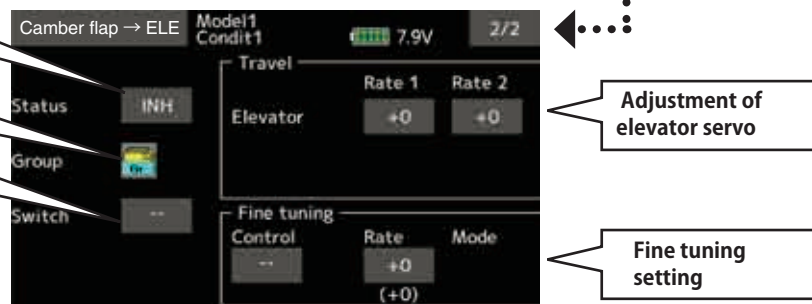 Camber flap → ELE
Model1
Condit1
7.9V
2/2
Travel
Rate 1 Rate 2
Status INH
Elevator +0 +0
Group
Switch --
Fine tuning
Control Rate Mode
-- +0
(+0)
Adjustment of
elevator servo
Fine tuning
setting